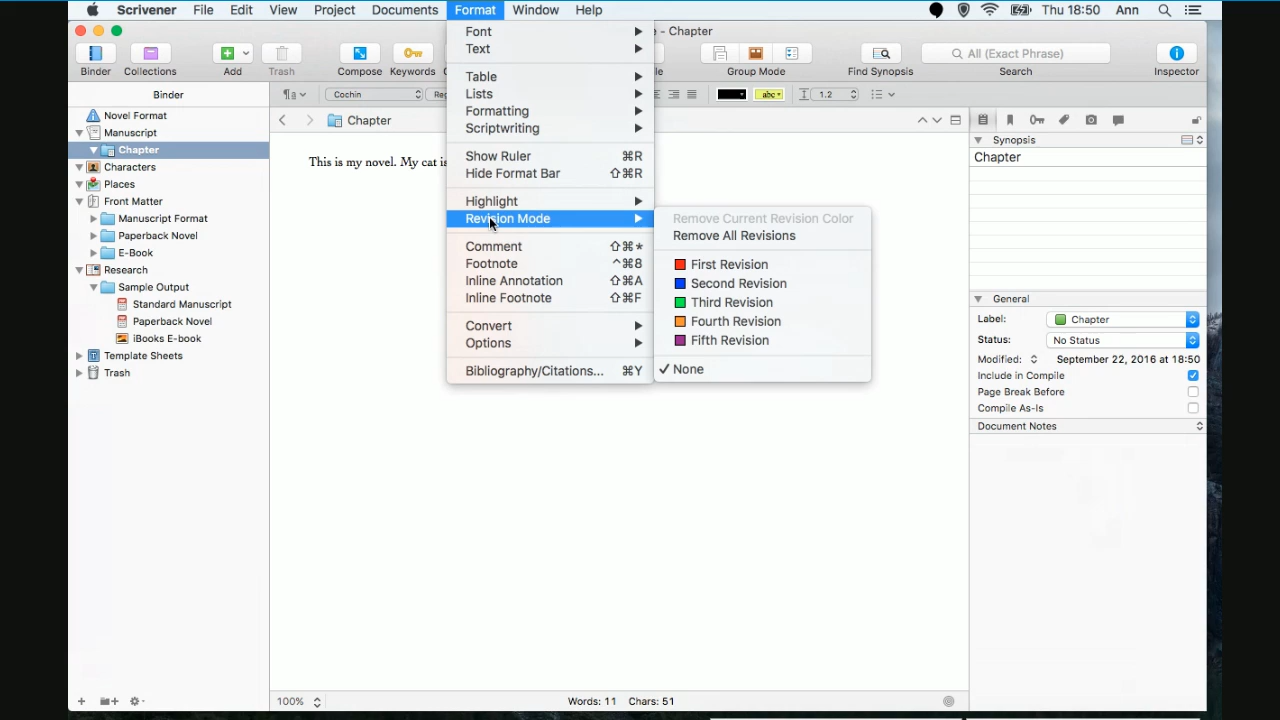 Scrivener File Edit View Project Documents Format Window Help Thu 18:50 Ann
- Chapter
Binder Collections Add Trash Compose Keywords Group Mode Find Synopsis Search Inspector
All (Exact Phrase)
Binder
Cochin
abc
1.2
Novel Format
Manuscript
Chapter
Characters
Places
Front Matter
Manuscript Format
Paperback Novel
E-Book
Research
Sample Output
Standard Manuscript
Paperback Novel
iBooks E-book
Template Sheets
Trash
Chapter
This is my novel. My cat is
Font
Text
Table
Lists
Formatting
Scriptwriting
Show Ruler ⌘R
Hide Format Bar ⇧⌘R
Highlight
Revision Mode
Comment ⇧⌘*
Footnote ^⌘8
Inline Annotation ⇧⌘A
Inline Footnote ⇧⌘F
Convert
Options
Bibliography/Citations... ⌘Y
Remove Current Revision Color
Remove All Revisions
First Revision
Second Revision
Third Revision
Fourth Revision
Fifth Revision
✓ None
Synopsis
Chapter
General
Label: Chapter
Status: No Status
Modified: September 22, 2016 at 18:50
Include in Compile
Page Break Before
Compile As-Is
Document Notes
100%
Words: 11 Chars: 51